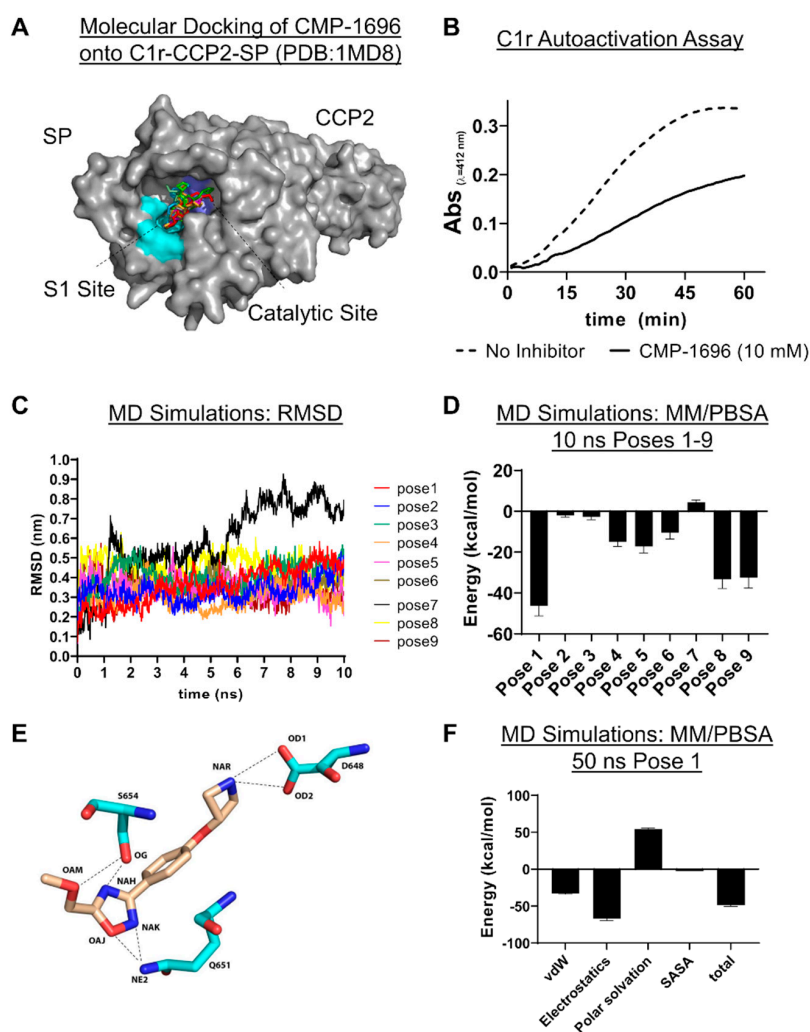 A
Molecular Docking of CMP-1696
onto C1r-CCP2-SP (PDB:1MD8)
SP
CCP2
S1 Site
Catalytic Site
B
C1r Autoactivation Assay
Abs (λ=412 nm)
0.3
0.2
0.1
0.0
0 15 30 45 60
time (min)
No Inhibitor CMP-1696 (10 mM)
C
MD Simulations: RMSD
RMSD (nm)
1.0
0.9
0.8
0.7
0.6
0.5
0.4
0.3
0.2
0.1
0.0
0 1 2 3 4 5 6 7 8 9 10
time (ns)
pose1
pose2
pose3
pose4
pose5
pose6
pose7
pose8
pose9
D
MD Simulations: MM/PBSA
10 ns Poses 1-9
Energy (kcal/mol)
20
0
-20
-40
-60
Pose 1
Pose 2
Pose 3
Pose 4
Pose 5
Pose 6
Pose 7
Pose 8
Pose 9
E
OD1
NAR
D648
OD2
S654
OG
OAM
NAH
NAK
OAJ
Q651
NE2
F
MD Simulations: MM/PBSA
50 ns Pose 1
Energy (kcal/mol)
100
50
0
-50
-100
vdW
Electrostatics
Polar solvation
SASA
total